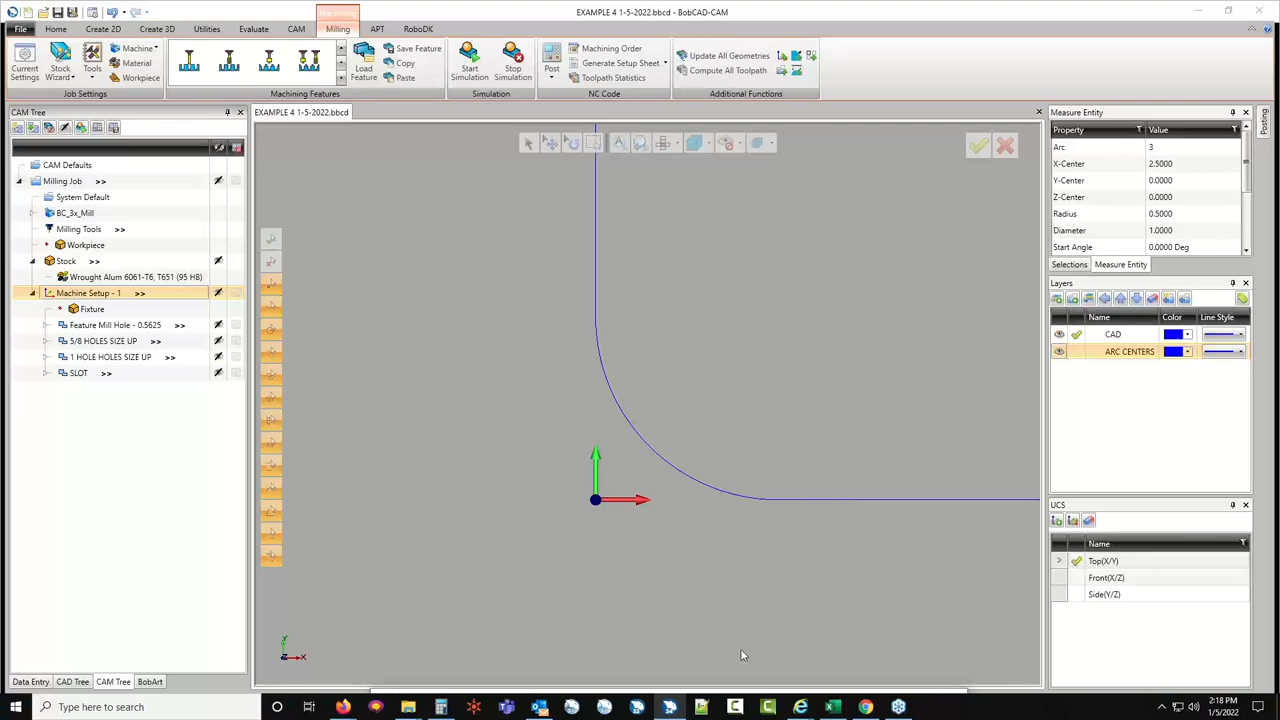 EXAMPLE 4 1-5-2022.bbcd - BobCAD-CAM
File Home Create 2D Create 3D Utilities Evaluate CAM Milling APT RoboDK
Current Settings
Stock Wizard
Tools
Machine
Material
Workpiece
Load Feature
Save Feature
Copy
Paste
Start Simulation
Stop Simulation
Post
Machining Order
Generate Setup Sheet
Toolpath Statistics
Update All Geometries
Compute All Toolpath
Job Settings
Machining Features
Simulation
NC Code
Additional Functions
CAM Tree
CAM Defaults
Milling Job >>
System Default
BC_3x_Mill
Milling Tools >>
Workpiece
Stock >>
Wrought Alum 6061-T6, T651 (95 HB)
Machine Setup - 1 >>
Fixture
Feature Mill Hole - 0.5625 >>
5/8 HOLES SIZE UP >>
1 HOLE HOLES SIZE UP >>
SLOT >>
Data Entry CAD Tree CAM Tree BobArt
EXAMPLE 4 1-5-2022.bbcd
Y
Z X
Measure Entity
Property Value
Arc 3
X-Center 2.5000
Y-Center 0.0000
Z-Center 0.0000
Radius 0.5000
Diameter 1.0000
Start Angle 0.0000 Deg
Selections Measure Entity
Posting
Layers
Name Color Line Style
CAD
ARC CENTERS
UCS
Name
> Top(X/Y)
Front(X/Z)
Side(Y/Z)
Type here to search
2:18 PM
1/5/2022